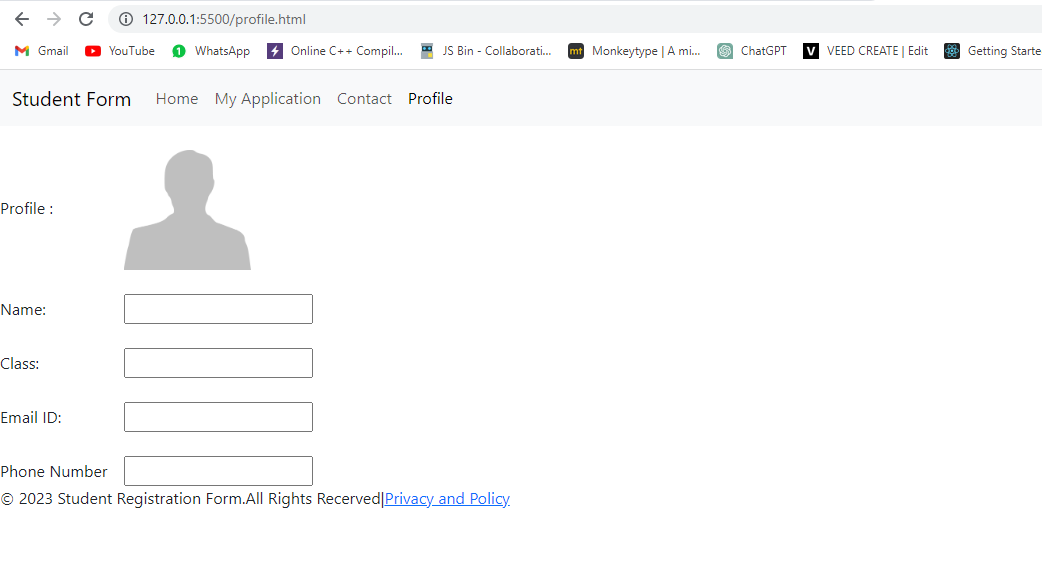 127.0.0.1:5500/profile.html
Gmail YouTube 1 WhatsApp Online C++ Compil... JS Bin - Collaborati... mt Monkeytype | A mi... ChatGPT V VEED CREATE | Edit Getting Starte
Student Form Home My Application Contact Profile
Profile :
Name:
Class:
Email ID:
Phone Number
© 2023 Student Registration Form.All Rights Recerved|Privacy and Policy